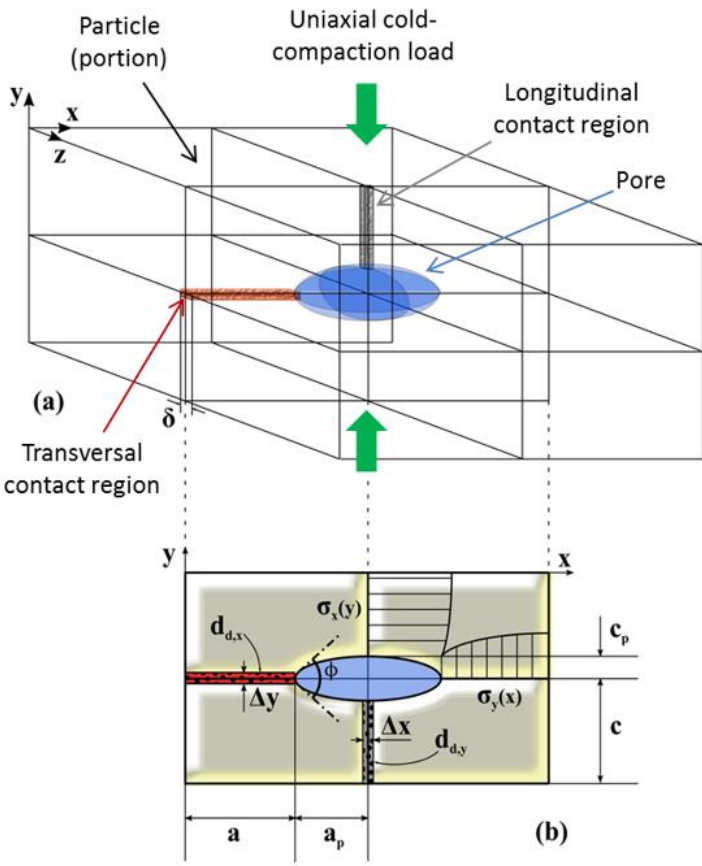 Uniaxial cold-
compaction load
Particle
(portion)
Longitudinal
contact region
y
x
z
Pore
(a)
δ
Transversal
contact region
y
x
σx(y)
dd,x
cp
ϕ
Δy
σy(x)
Δx
dd,y
c
a
ap
(b)